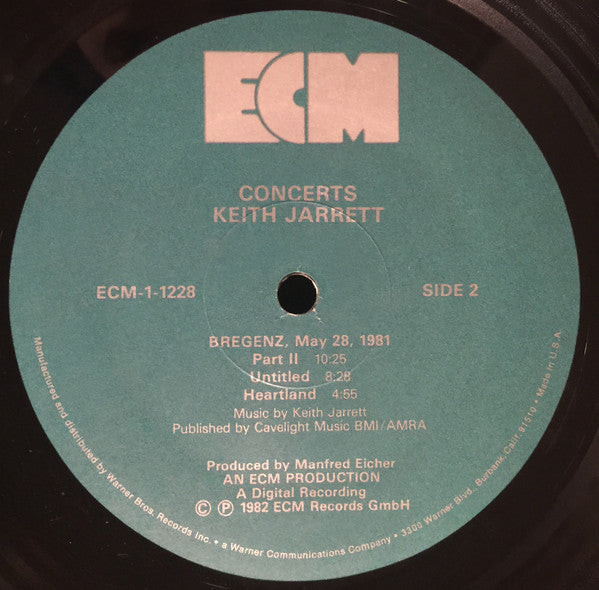 ECM
CONCERTS
KEITH JARRETT
ECM-1-1228
SIDE 2
BREGENZ, May 28, 1981
Part II 10:25
Untitled 8:28
Heartland 4:55
Music by Keith Jarrett
Published by Cavelight Music BMI/AMRA
Produced by Manfred Eicher
AN ECM PRODUCTION
A Digital Recording
© ℗ 1982 ECM Records GmbH
Manufactured and distributed by Warner Bros. Records Inc. • a Warner Communications Company • 3300 Warner Blvd., Burbank, Calif. 91510 • Made in U.S.A.